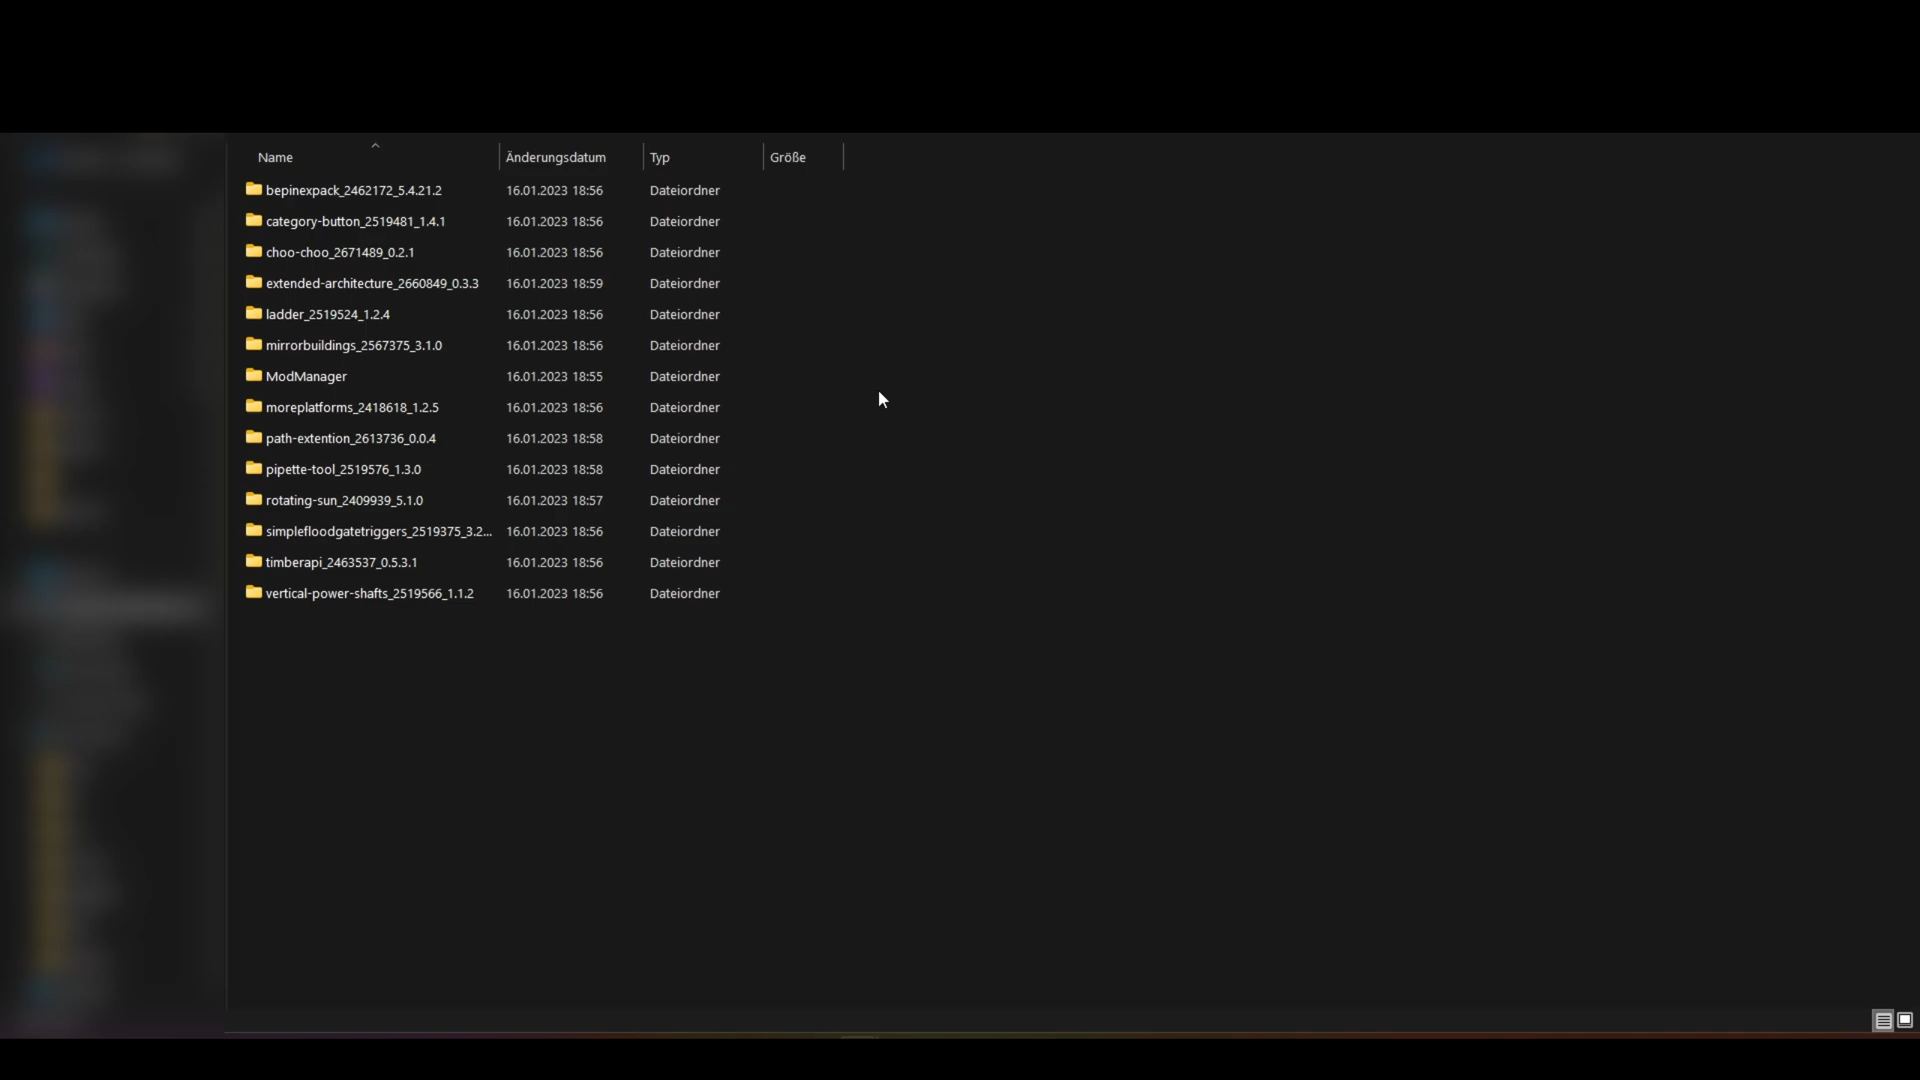 Name Änderungsdatum Typ Größe
bepinexpack_2462172_5.4.21.2 16.01.2023 18:56 Dateiordner
category-button_2519481_1.4.1 16.01.2023 18:56 Dateiordner
choo-choo_2671489_0.2.1 16.01.2023 18:56 Dateiordner
extended-architecture_2660849_0.3.3 16.01.2023 18:59 Dateiordner
ladder_2519524_1.2.4 16.01.2023 18:56 Dateiordner
mirrorbuildings_2567375_3.1.0 16.01.2023 18:56 Dateiordner
ModManager 16.01.2023 18:55 Dateiordner
moreplatforms_2418618_1.2.5 16.01.2023 18:56 Dateiordner
path-extention_2613736_0.0.4 16.01.2023 18:58 Dateiordner
pipette-tool_2519576_1.3.0 16.01.2023 18:58 Dateiordner
rotating-sun_2409939_5.1.0 16.01.2023 18:57 Dateiordner
simplefloodgatetriggers_2519375_3.2... 16.01.2023 18:56 Dateiordner
timberapi_2463537_0.5.3.1 16.01.2023 18:56 Dateiordner
vertical-power-shafts_2519566_1.1.2 16.01.2023 18:56 Dateiordner